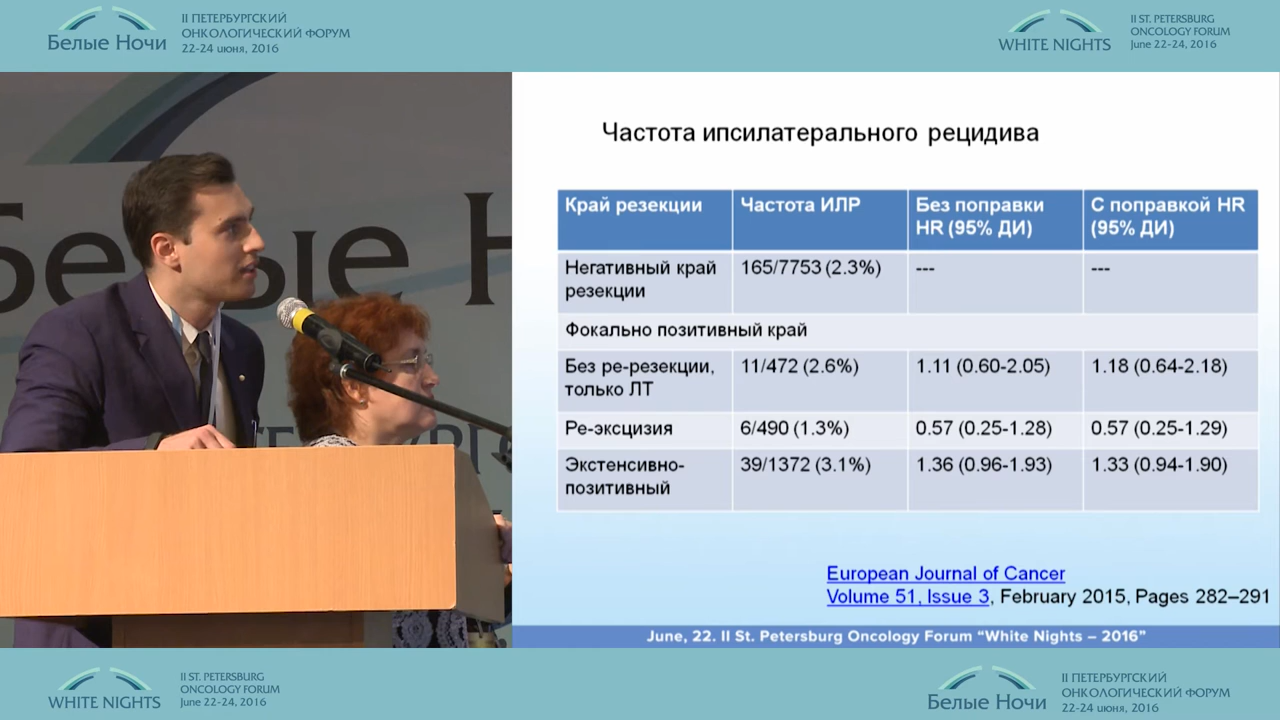 Белые Ночи
II ПЕТЕРБУРГСКИЙ
ОНКОЛОГИЧЕСКИЙ ФОРУМ
22-24 июня, 2016
WHITE NIGHTS
II ST. PETERSBURG
ONCOLOGY FORUM
June 22-24, 2016
Белые Н
Частота ипсилатерального рецидива
Край резекции
Частота ИЛР
Без поправки
HR (95% ДИ)
С поправкой HR
(95% ДИ)
Негативный край
резекции
165/7753 (2.3%)
---
---
Фокально позитивный край
Без ре-резекции,
только ЛТ
11/472 (2.6%)
1.11 (0.60-2.05)
1.18 (0.64-2.18)
Ре-эксцизия
6/490 (1.3%)
0.57 (0.25-1.28)
0.57 (0.25-1.29)
Экстенсивно-
позитивный
39/1372 (3.1%)
1.36 (0.96-1.93)
1.33 (0.94-1.90)
European Journal of Cancer
Volume 51, Issue 3, February 2015, Pages 282–291
June, 22. II St. Petersburg Oncology Forum “White Nights – 2016”
WHITE NIGHTS
II ST. PETERSBURG
ONCOLOGY FORUM
June 22-24, 2016
Белые Ночи
II ПЕТЕРБУРГСКИЙ
ОНКОЛОГИЧЕСКИЙ ФОРУМ
22-24 июня, 2016